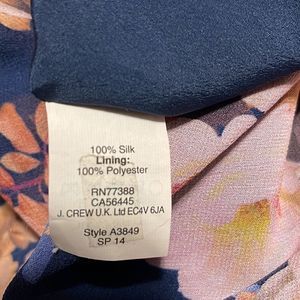 100% Silk
Lining:
100% Polyester
RN77388
CA56445
J. CREW U.K. Ltd EC4V 6JA
Style A3849
SP 14